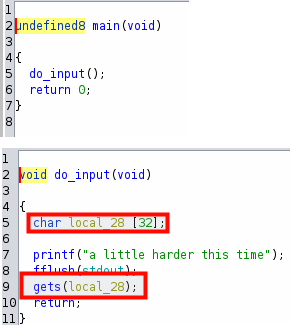 1
2 undefined8 main(void)
3
4 {
5 do_input();
6 return 0;
7 }
8
1
2 void do_input(void)
3
4 {
5 char local_28 [32];
6
7 printf("a little harder this time");
8 fflush(stdout);
9 gets(local_28);
10 return;
11 }